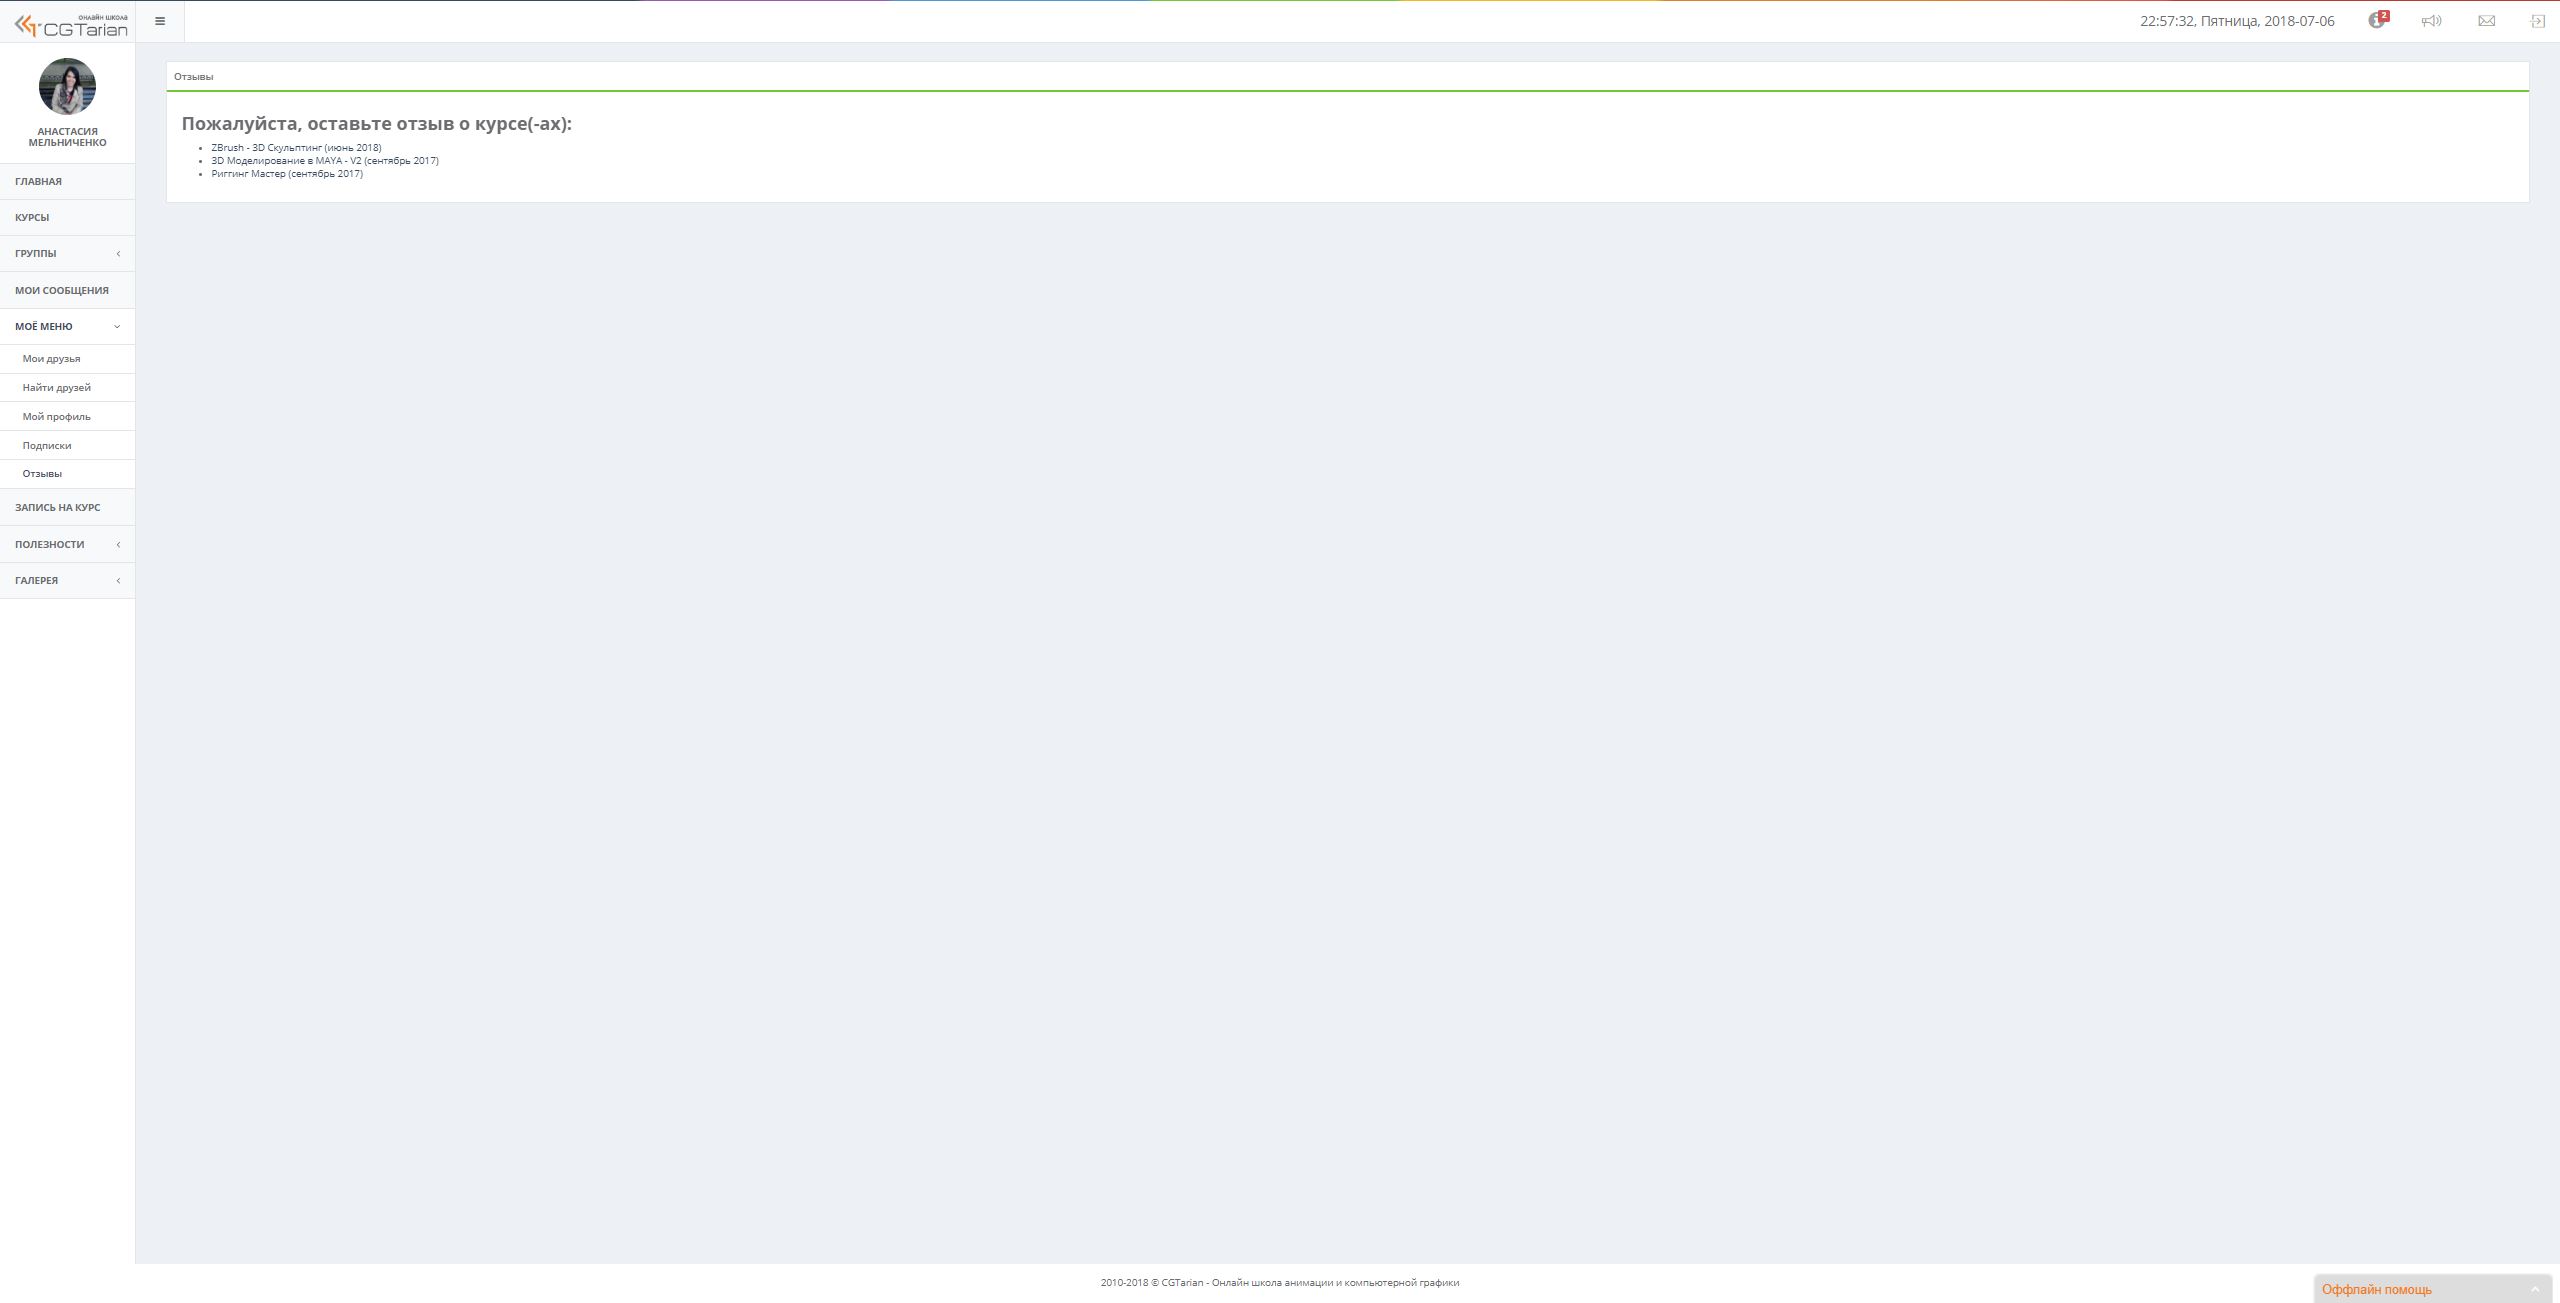 онлайн школа
CGTarian
22:57:32, Пятница, 2018-07-06
2
АНАСТАСИЯ
МЕЛЬНИЧЕНКО
ГЛАВНАЯ
КУРСЫ
ГРУППЫ
МОИ СООБЩЕНИЯ
МОЁ МЕНЮ
Мои друзья
Найти друзей
Мой профиль
Подписки
Отзывы
ЗАПИСЬ НА КУРС
ПОЛЕЗНОСТИ
ГАЛЕРЕЯ
Отзывы
Пожалуйста, оставьте отзыв о курсе(-ах):
• ZBrush - 3D Скульптинг (июнь 2018)
• 3D Моделирование в MAYA - V2 (сентябрь 2017)
• Риггинг Мастер (сентябрь 2017)
2010-2018 © CGTarian - Онлайн школа анимации и компьютерной графики
Оффлайн помощь